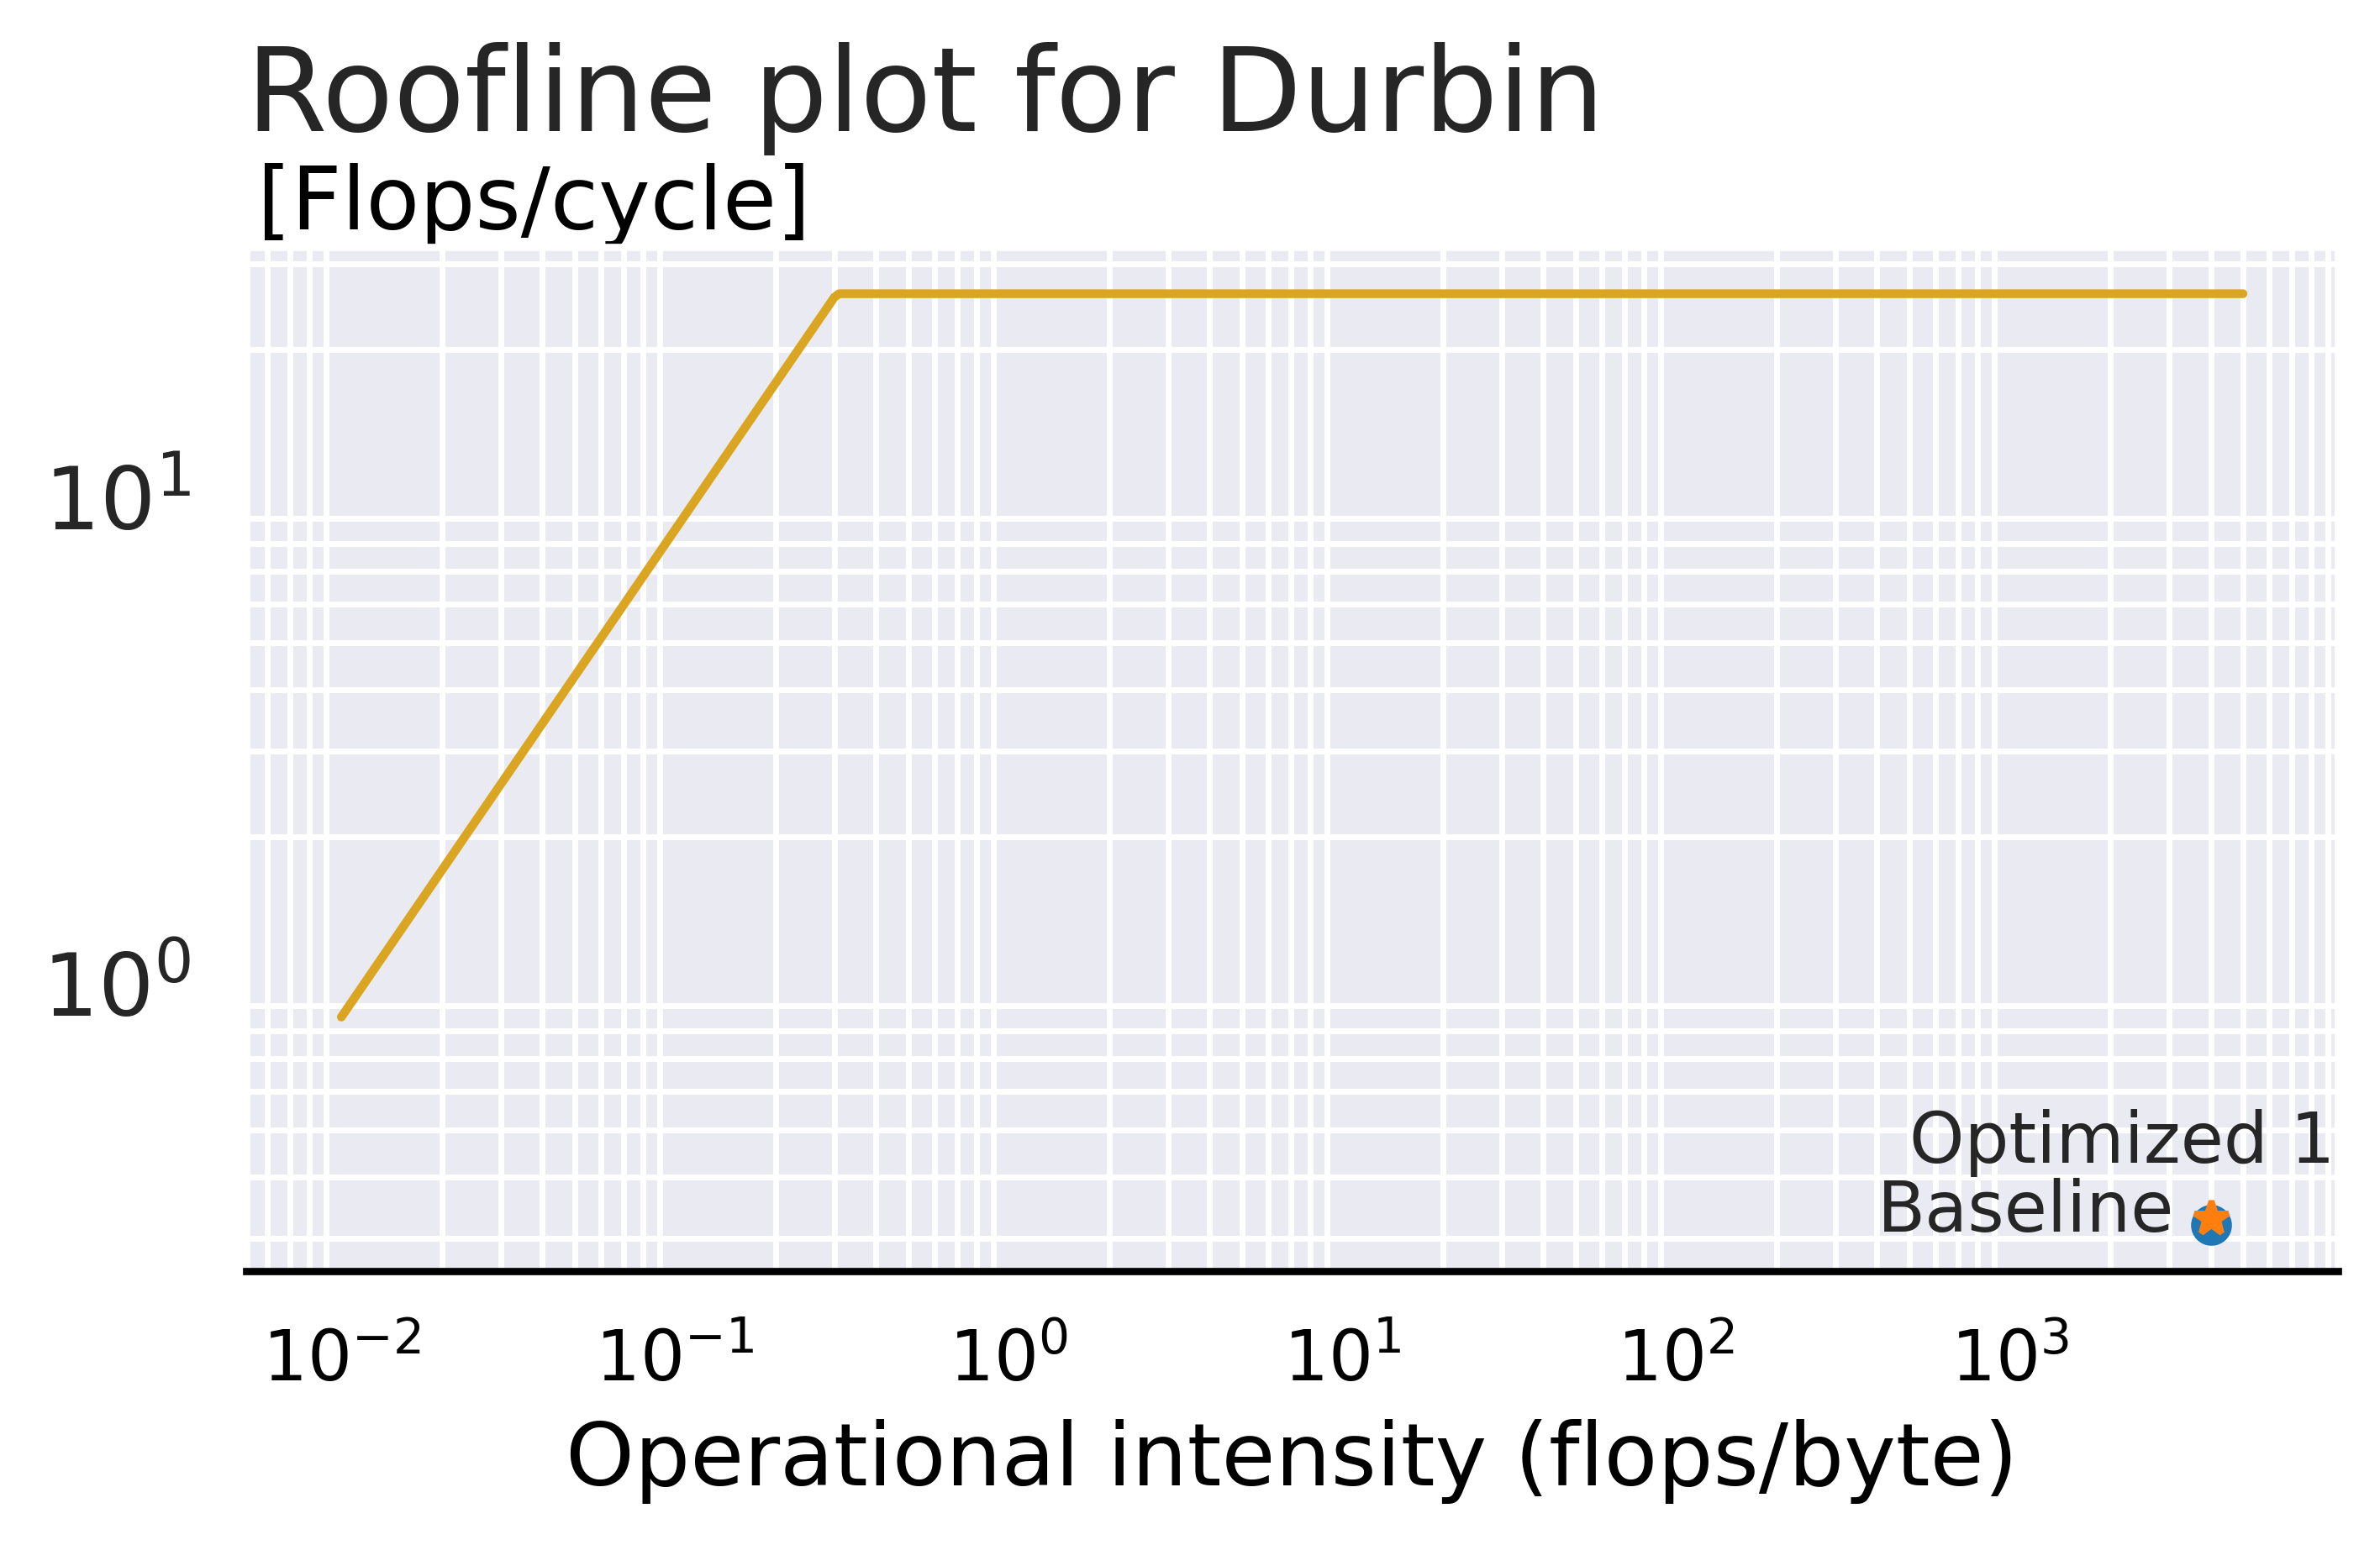 Roofline plot for Durbin
[Flops/cycle]
10¹
10⁰
Optimized 1
Baseline
10⁻² 10⁻¹ 10⁰ 10¹ 10² 10³
Operational intensity (flops/byte)